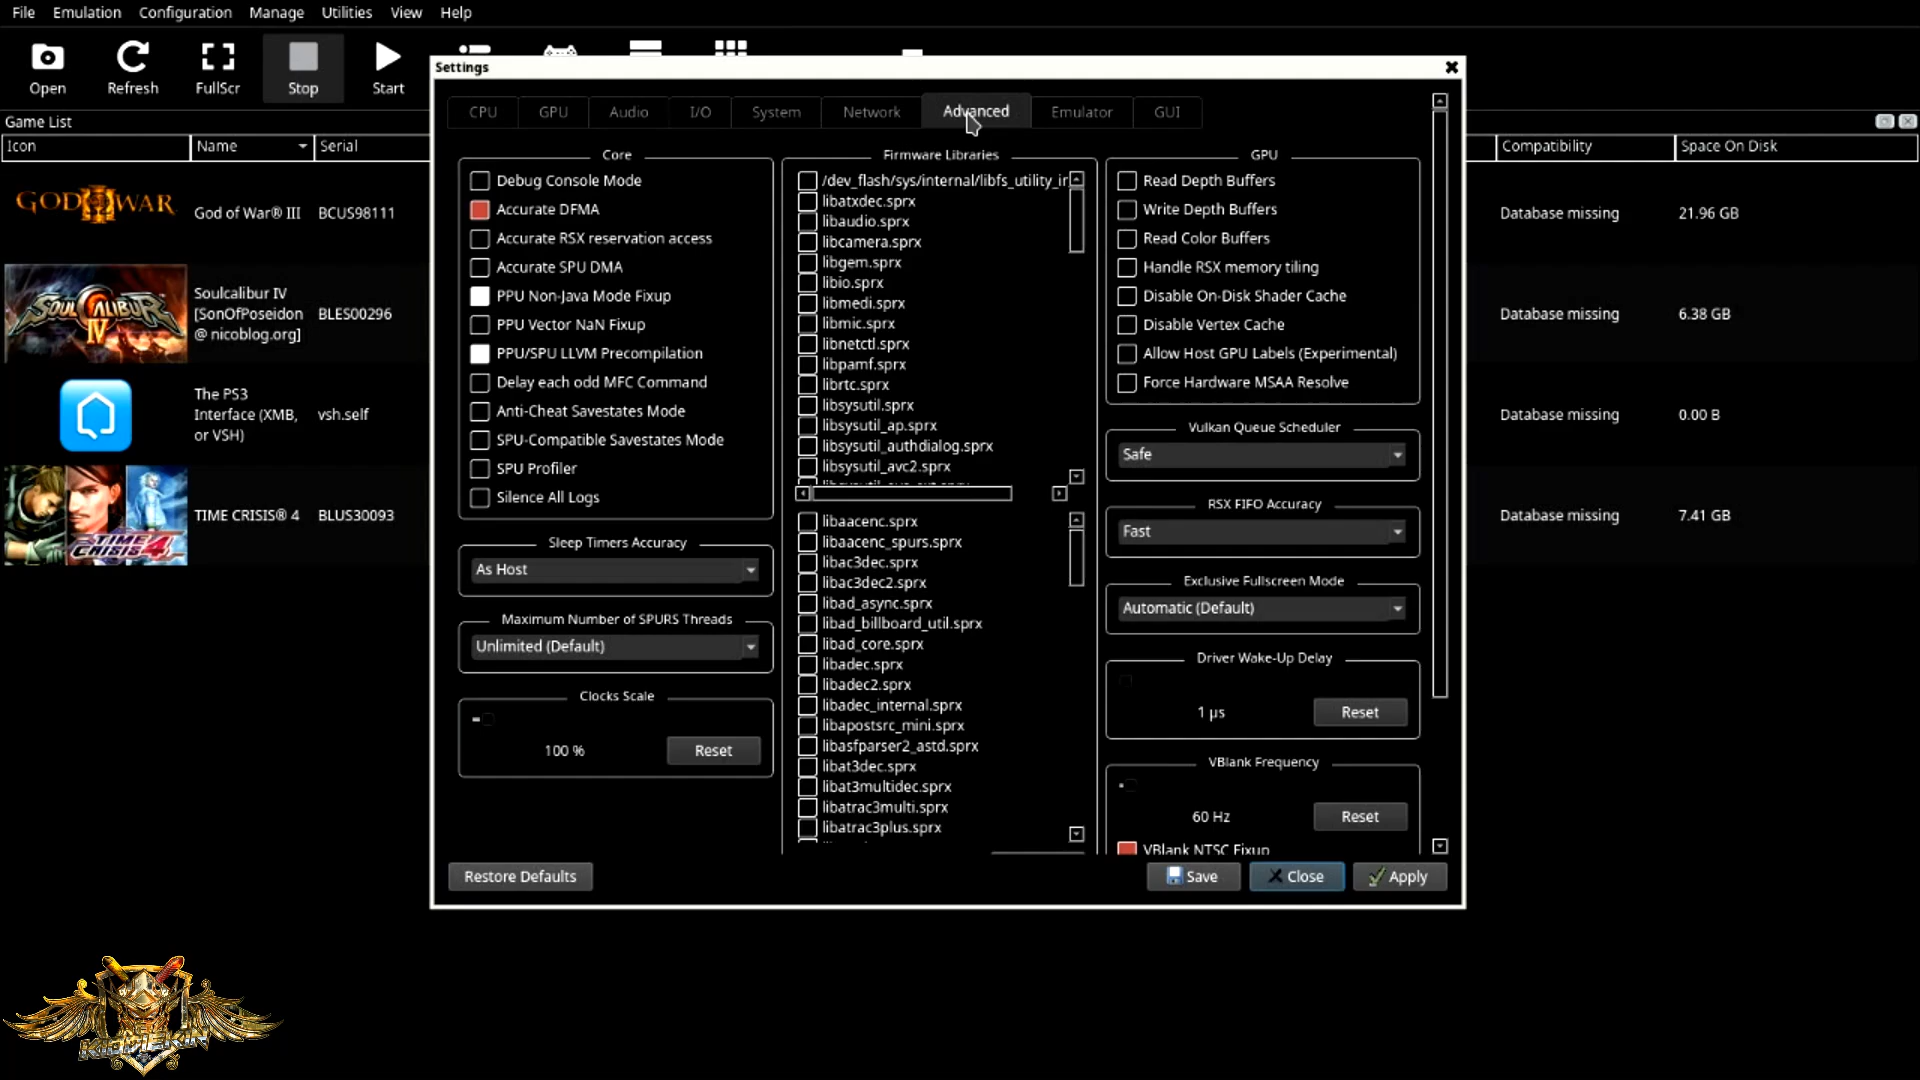 File Emulation Configuration Manage Utilities View Help
Open Refresh FullScr Stop Start
Settings
CPU GPU Audio I/O System Network Advanced Emulator GUI
Game List
Icon Name Serial Compatibility Space On Disk
GOD OF WAR God of War® III BCUS98111 Database missing 21.96 GB
SOULCALIBUR IV
Soulcalibur IV
[SonOfPoseidon
@ nicoblog.org]
BLES00296 Database missing 6.38 GB
The PS3
Interface (XMB,
or VSH)
vsh.self Database missing 0.00 B
TIME CRISIS 4 TIME CRISIS® 4 BLUS30093 Database missing 7.41 GB
Core
Debug Console Mode
Accurate DFMA
Accurate RSX reservation access
Accurate SPU DMA
PPU Non-Java Mode Fixup
PPU Vector NaN Fixup
PPU/SPU LLVM Precompilation
Delay each odd MFC Command
Anti-Cheat Savestates Mode
SPU-Compatible Savestates Mode
SPU Profiler
Silence All Logs
Sleep Timers Accuracy
As Host
Maximum Number of SPURS Threads
Unlimited (Default)
Clocks Scale
100 % Reset
Firmware Libraries
/dev_flash/sys/internal/libfs_utility_ir
libatxdec.sprx
libaudio.sprx
libcamera.sprx
libgem.sprx
libio.sprx
libmedi.sprx
libmic.sprx
libnetctl.sprx
libpamf.sprx
librtc.sprx
libsysutil.sprx
libsysutil_ap.sprx
libsysutil_authdialog.sprx
libsysutil_avc2.sprx
libaacenc.sprx
libaacenc_spurs.sprx
libac3dec.sprx
libac3dec2.sprx
libad_async.sprx
libad_billboard_util.sprx
libad_core.sprx
libadec.sprx
libadec2.sprx
libadec_internal.sprx
libapostsrc_mini.sprx
libasfparser2_astd.sprx
libat3dec.sprx
libat3multidec.sprx
libatrac3multi.sprx
libatrac3plus.sprx
GPU
Read Depth Buffers
Write Depth Buffers
Read Color Buffers
Handle RSX memory tiling
Disable On-Disk Shader Cache
Disable Vertex Cache
Allow Host GPU Labels (Experimental)
Force Hardware MSAA Resolve
Vulkan Queue Scheduler
Safe
RSX FIFO Accuracy
Fast
Exclusive Fullscreen Mode
Automatic (Default)
Driver Wake-Up Delay
1 µs Reset
VBlank Frequency
60 Hz Reset
VBlank NTSC Fixup
Restore Defaults Save Close Apply